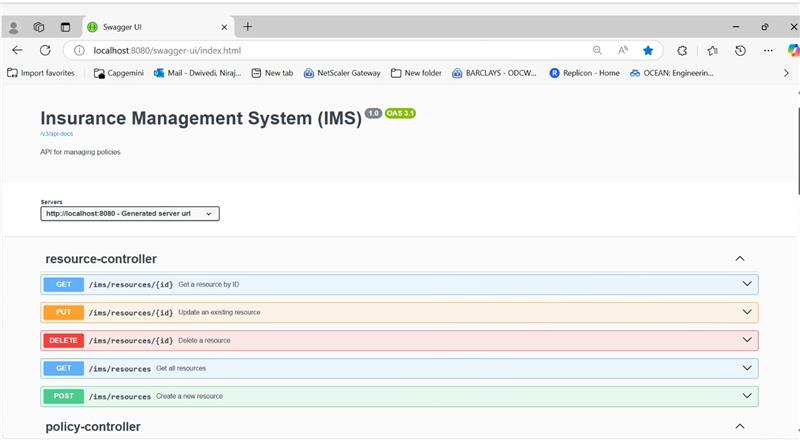 Swagger UI
localhost:8080/swagger-ui/index.html
Import favorites
Capgemini
Mail - Dwivedi, Niraj...
New tab
NetScaler Gateway
New folder
BARCLAYS - ODCW...
Replicon - Home
OCEAN: Engineerin...
Insurance Management System (IMS) 1.0 OAS 3.1
/v3/api-docs
API for managing policies
Servers
http://localhost:8080 - Generated server url
resource-controller
GET /ims/resources/{id} Get a resource by ID
PUT /ims/resources/{id} Update an existing resource
DELETE /ims/resources/{id} Delete a resource
GET /ims/resources Get all resources
POST /ims/resources Create a new resource
policy-controller